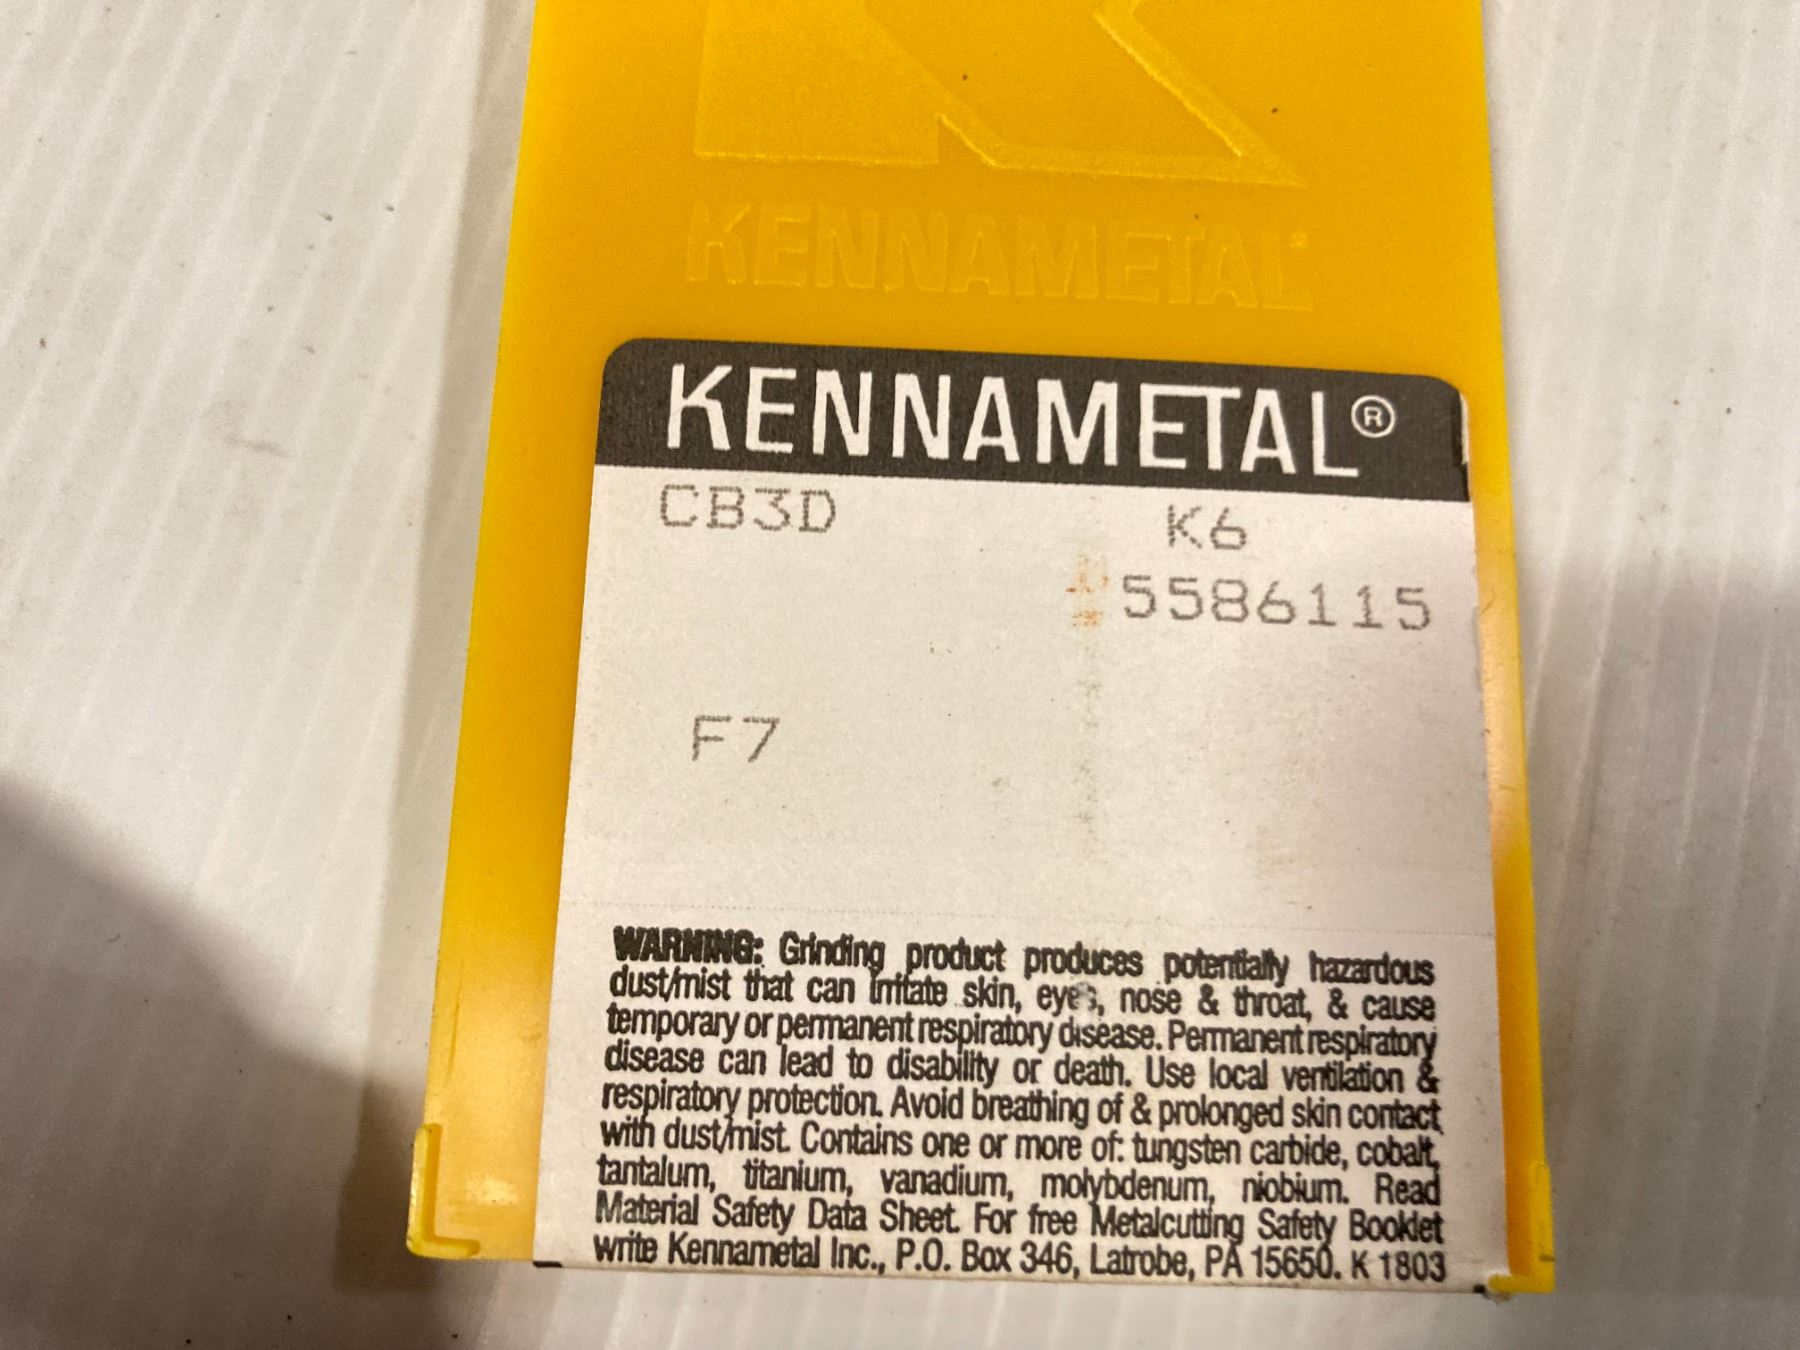 KENNAMETAL
KENNAMETAL®
CB3D K6
5586115
F7
WARNING: Grinding product produces potentially hazardous
dust/mist that can irritate skin, eyes, nose & throat, & cause
temporary or permanent respiratory disease. Permanent respiratory
disease can lead to disability or death. Use local ventilation &
respiratory protection. Avoid breathing of & prolonged skin contact
with dust/mist. Contains one or more of: tungsten carbide, cobalt,
tantalum, titanium, vanadium, molybdenum, niobium. Read
Material Safety Data Sheet. For free Metalcutting Safety Booklet
write Kennametal Inc., P.O. Box 346, Latrobe, PA 15650. K 1803